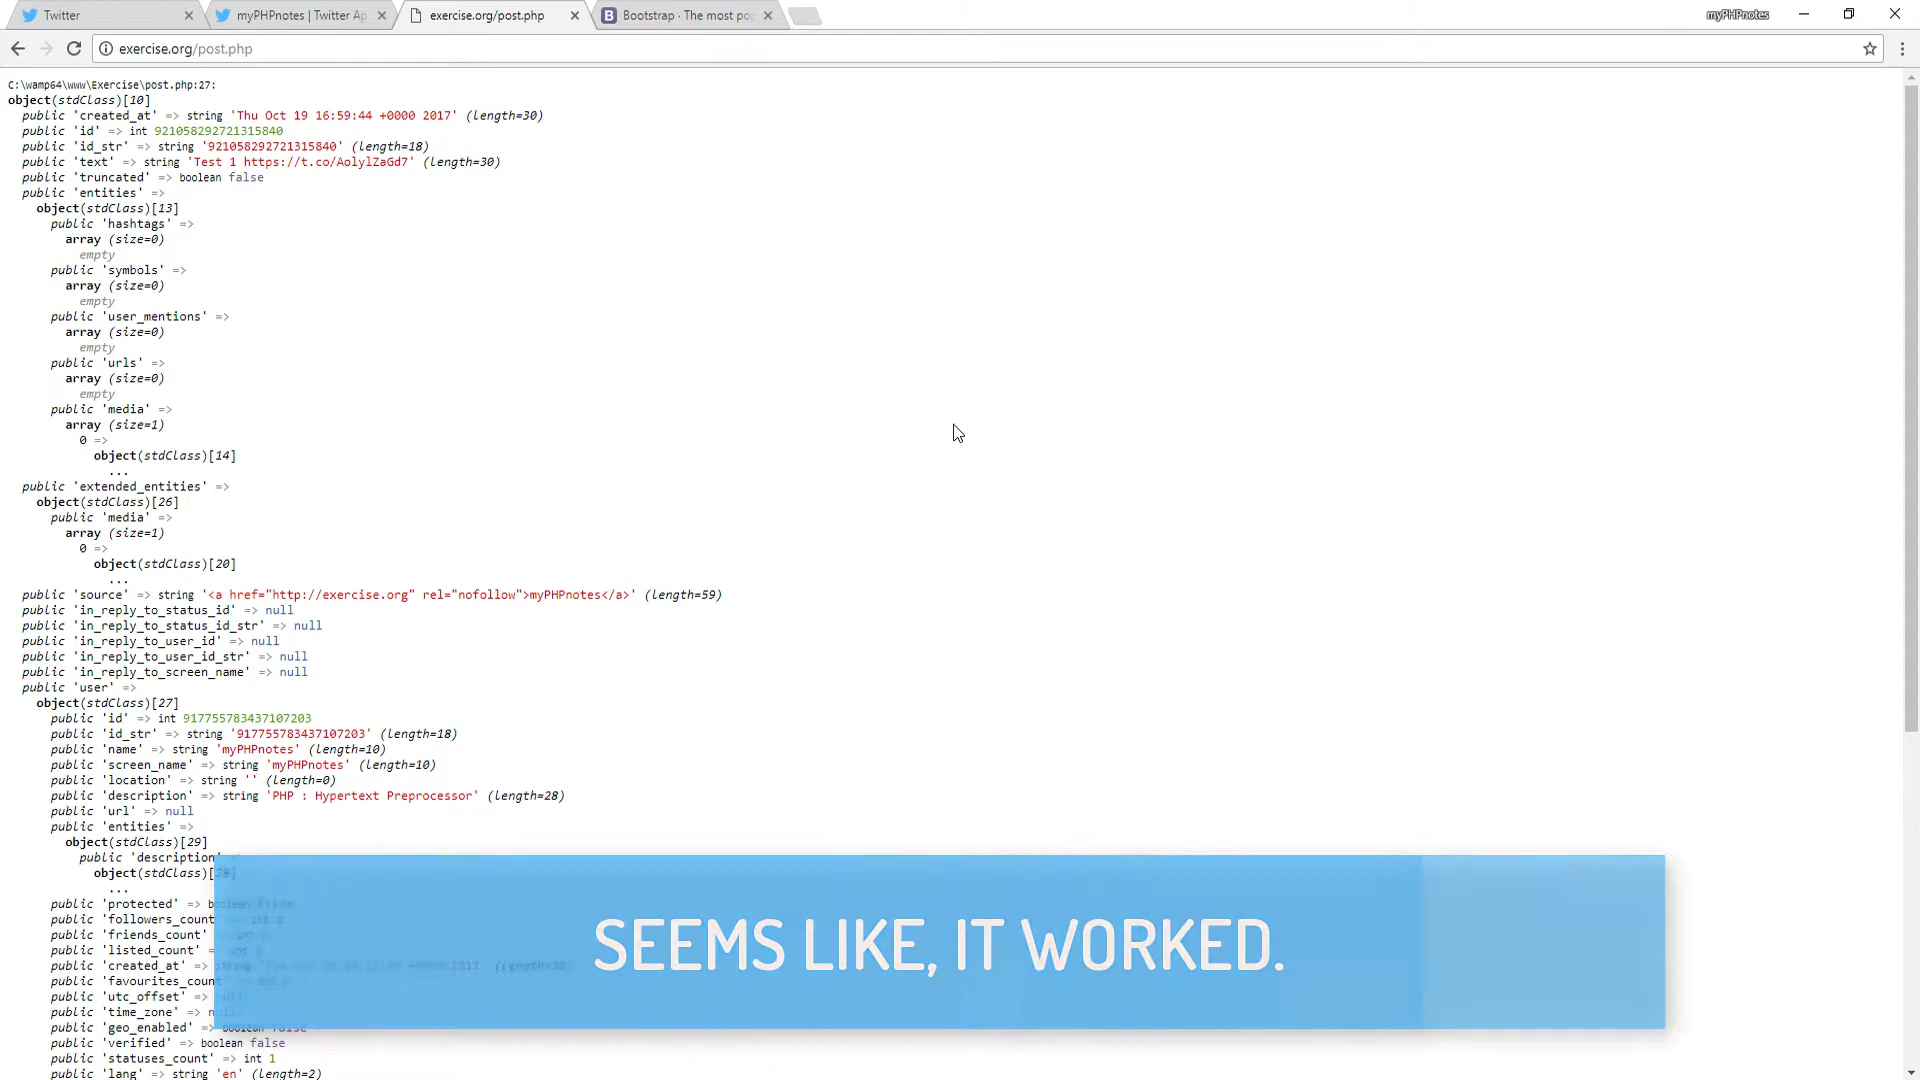 Twitter
myPHPnotes | Twitter Ap
exercise.org/post.php
Bootstrap · The most pop
myPHPnotes
exercise.org/post.php
C:\wamp64\www\Exercise\post.php:27:
object(stdClass)[10]
public 'created_at' => string 'Thu Oct 19 16:59:44 +0000 2017' (length=30)
public 'id' => int 921058292721315840
public 'id_str' => string '921058292721315840' (length=18)
public 'text' => string 'Test 1 https://t.co/AolylZaGd7' (length=30)
public 'truncated' => boolean false
public 'entities' =>
object(stdClass)[13]
public 'hashtags' =>
array (size=0)
empty
public 'symbols' =>
array (size=0)
empty
public 'user_mentions' =>
array (size=0)
empty
public 'urls' =>
array (size=0)
empty
public 'media' =>
array (size=1)
0 =>
object(stdClass)[14]
...
public 'extended_entities' =>
object(stdClass)[26]
public 'media' =>
array (size=1)
0 =>
object(stdClass)[20]
...
public 'source' => string '<a href="http://exercise.org" rel="nofollow">myPHPnotes</a>' (length=59)
public 'in_reply_to_status_id' => null
public 'in_reply_to_status_id_str' => null
public 'in_reply_to_user_id' => null
public 'in_reply_to_user_id_str' => null
public 'in_reply_to_screen_name' => null
public 'user' =>
object(stdClass)[27]
public 'id' => int 917755783437107203
public 'id_str' => string '917755783437107203' (length=18)
public 'name' => string 'myPHPnotes' (length=10)
public 'screen_name' => string 'myPHPnotes' (length=10)
public 'location' => string '' (length=0)
public 'description' => string 'PHP : Hypertext Preprocessor' (length=28)
public 'url' => null
public 'entities' =>
object(stdClass)[29]
public 'description'
object(stdClass)[28]
...
public 'protected' => boolean false
public 'followers_count'
public 'friends_count'
public 'listed_count' =
public 'created_at' =>
public 'favourites_count
public 'utc_offset' =>
public 'time_zone' =>
public 'geo_enabled' => boolean false
public 'verified' => boolean false
public 'statuses_count' => int 1
public 'lang' => string 'en' (length=2)
SEEMS LIKE, IT WORKED.